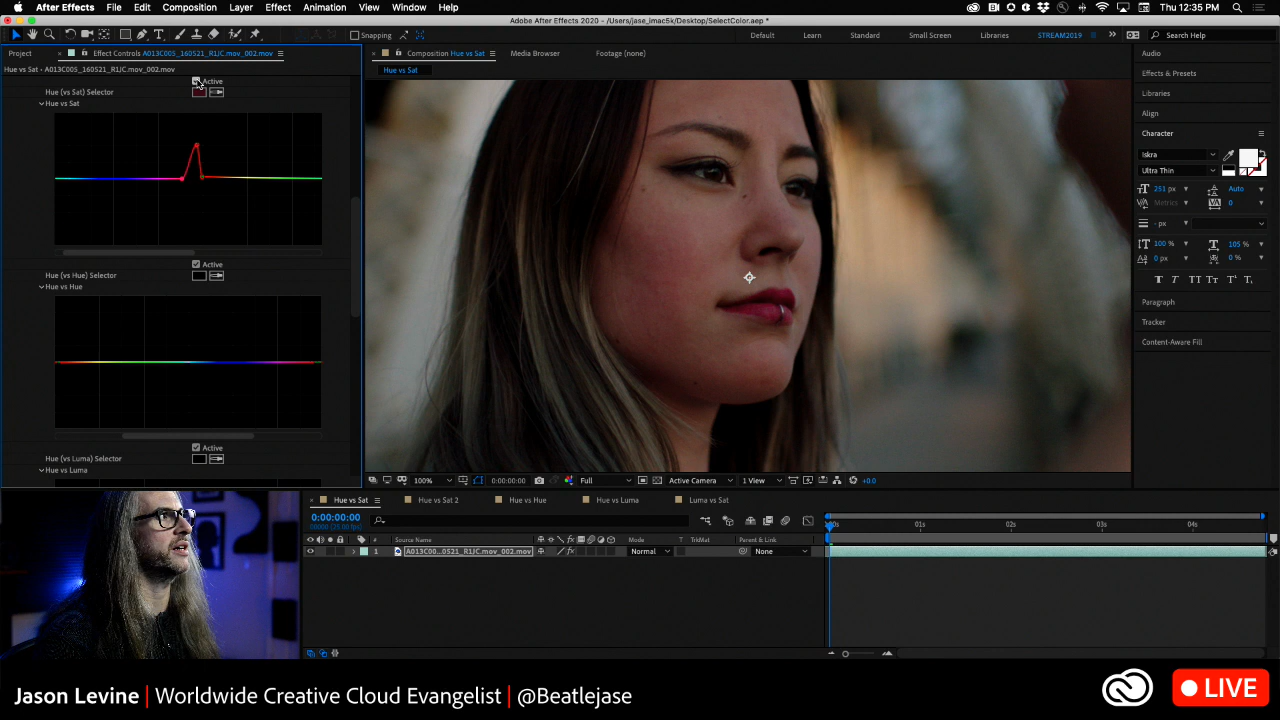 After Effects File Edit Composition Layer Effect Animation View Window Help
Thu 12:35 PM
Adobe After Effects 2020 - /Users/jase_imac5k/Desktop/SelectColor.aep *
Snapping
Default Learn Standard Small Screen Libraries STREAM2019
Search Help
Project
Effect Controls A013C005_160521_R1JC.mov_002.mov
Composition Hue vs Sat
Media Browser
Footage (none)
Hue vs Sat • A013C005_160521_R1JC.mov_002.mov
Hue vs Sat
Active
Hue (vs Sat) Selector
Hue vs Sat
Active
Hue (vs Hue) Selector
Hue vs Hue
Active
Hue (vs Luma) Selector
Hue vs Luma
100%
0:00:00:00
Full
Active Camera
1 View
+0.0
Audio
Effects & Presets
Libraries
Align
Character
Iskra
Ultra Thin
251 px
Auto
Metrics
0
- px
100 %
105 %
0 px
0 %
T T TT Tt T¹ T₁
Paragraph
Tracker
Content-Aware Fill
Hue vs Sat
Hue vs Sat 2
Hue vs Hue
Hue vs Luma
Luma vs Sat
0:00:00:00
01s
02s
03s
04s
#
Source Name
Mode
T
TrkMat
Parent & Link
1
A013C00...0521_R1JC.mov_002.mov
Normal
None
Jason Levine | Worldwide Creative Cloud Evangelist | @Beatlejase
LIVE